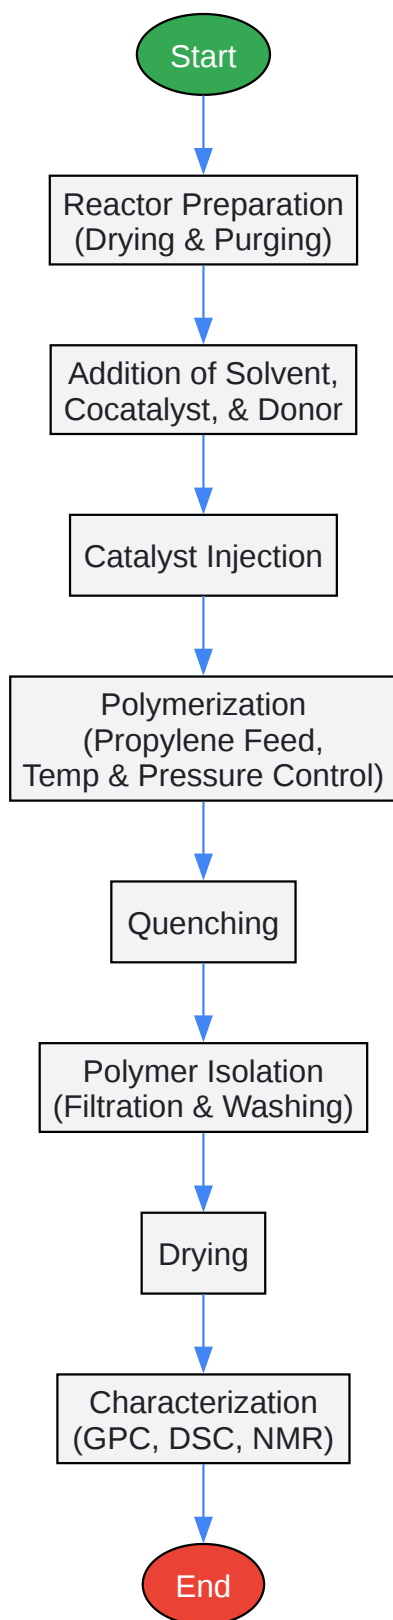 Start
Reactor Preparation
(Drying & Purging)
Addition of Solvent,
Cocatalyst, & Donor
Catalyst Injection
Polymerization
(Propylene Feed,
Temp & Pressure Control)
Quenching
Polymer Isolation
(Filtration & Washing)
Drying
Characterization
(GPC, DSC, NMR)
End